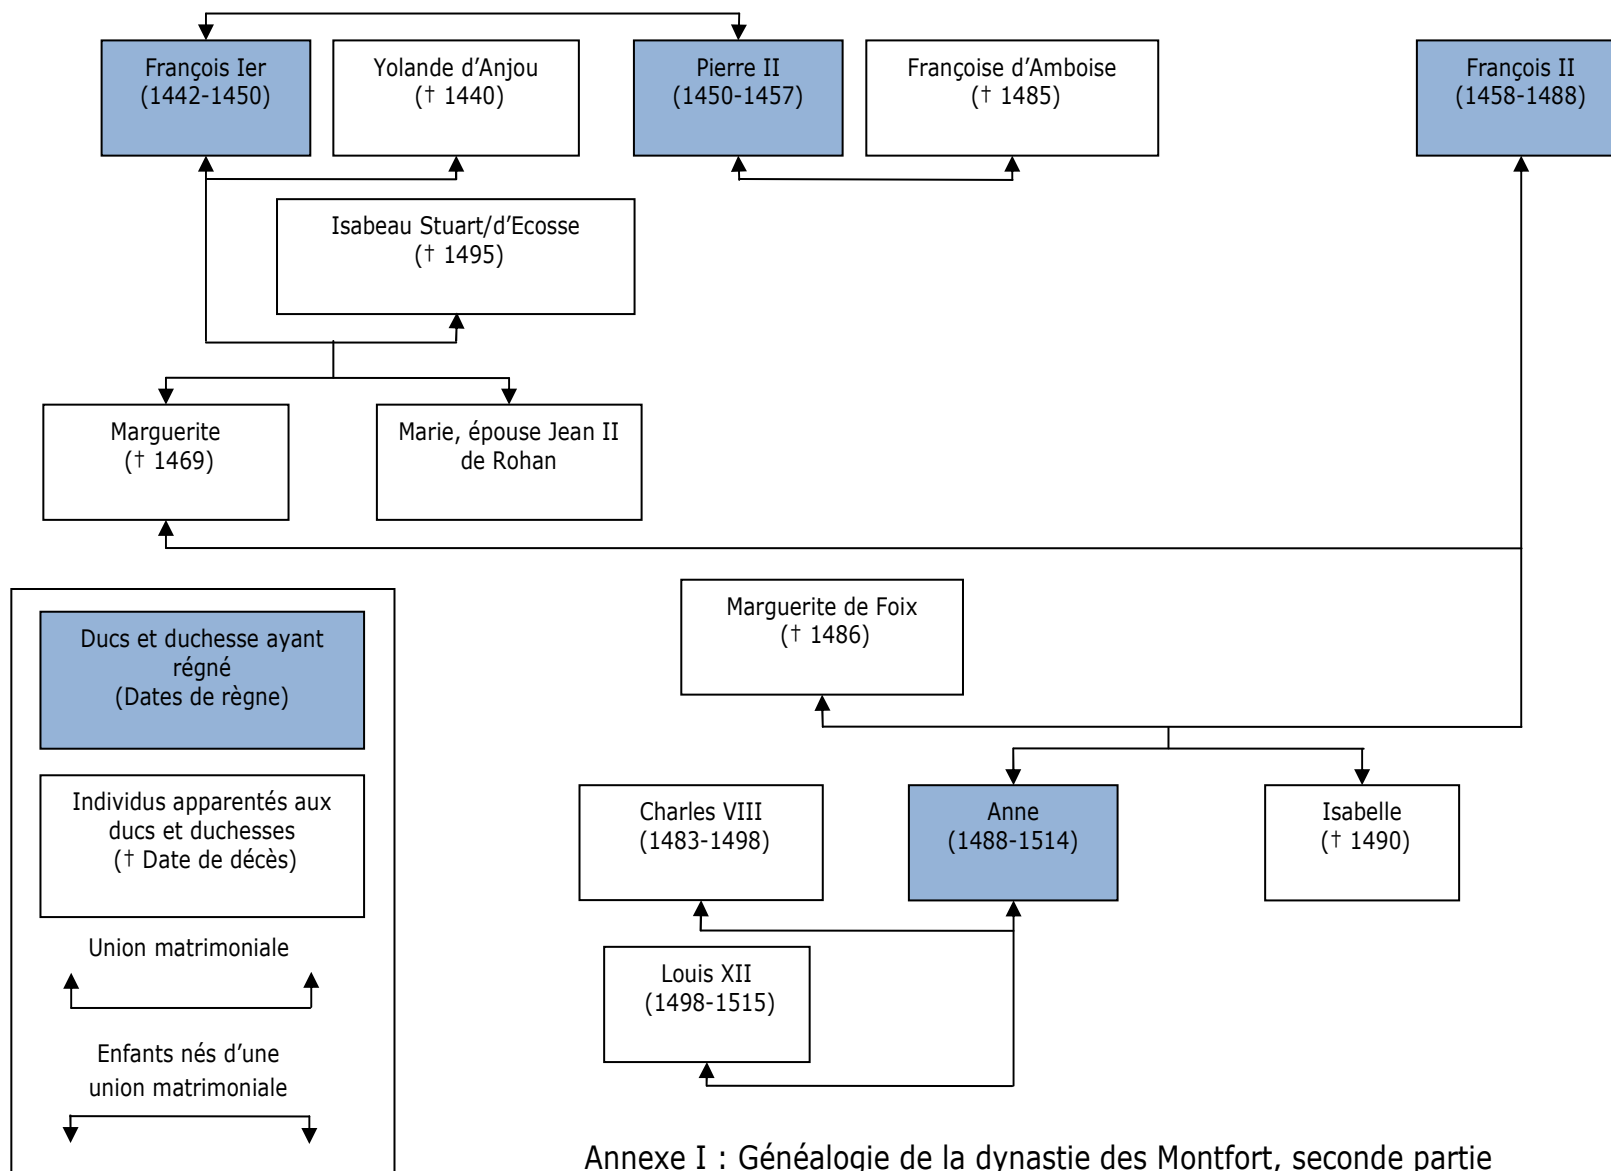 François Ier
(1442-1450)
Yolande d’Anjou
(† 1440)
Pierre II
(1450-1457)
Françoise d’Amboise
(† 1485)
François II
(1458-1488)
Isabeau Stuart/d’Ecosse
(† 1495)
Marguerite
(† 1469)
Marie, épouse Jean II
de Rohan
Marguerite de Foix
(† 1486)
Charles VIII
(1483-1498)
Anne
(1488-1514)
Isabelle
(† 1490)
Louis XII
(1498-1515)
Ducs et duchesse ayant
régné
(Dates de règne)
Individus apparentés aux
ducs et duchesses
(† Date de décès)
Union matrimoniale
Enfants nés d’une
union matrimoniale
Annexe I : Généalogie de la dynastie des Montfort, seconde partie